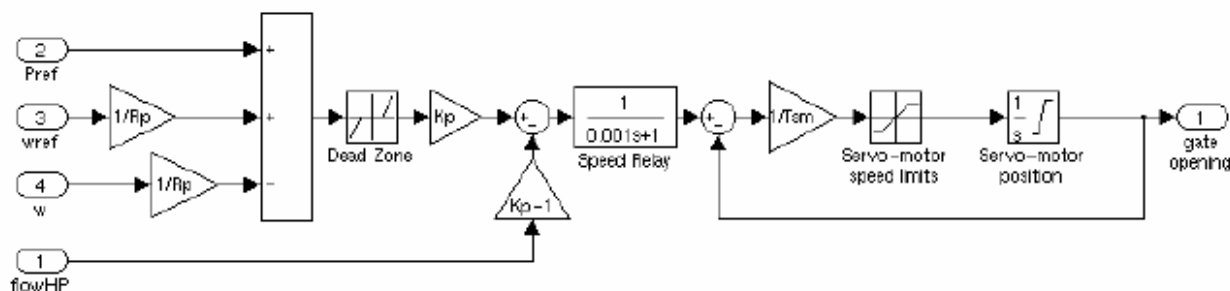 2
Pref
3
wref
1/Rp
4
w
1/Rp
1
flowHP
+
+
−
Dead Zone
Kp
+
−
Kp-1
1
0.001s+1
Speed Relay
+
−
1/Tsm
Servo-motor
speed limits
1
s
Servo-motor
position
1
gate
opening